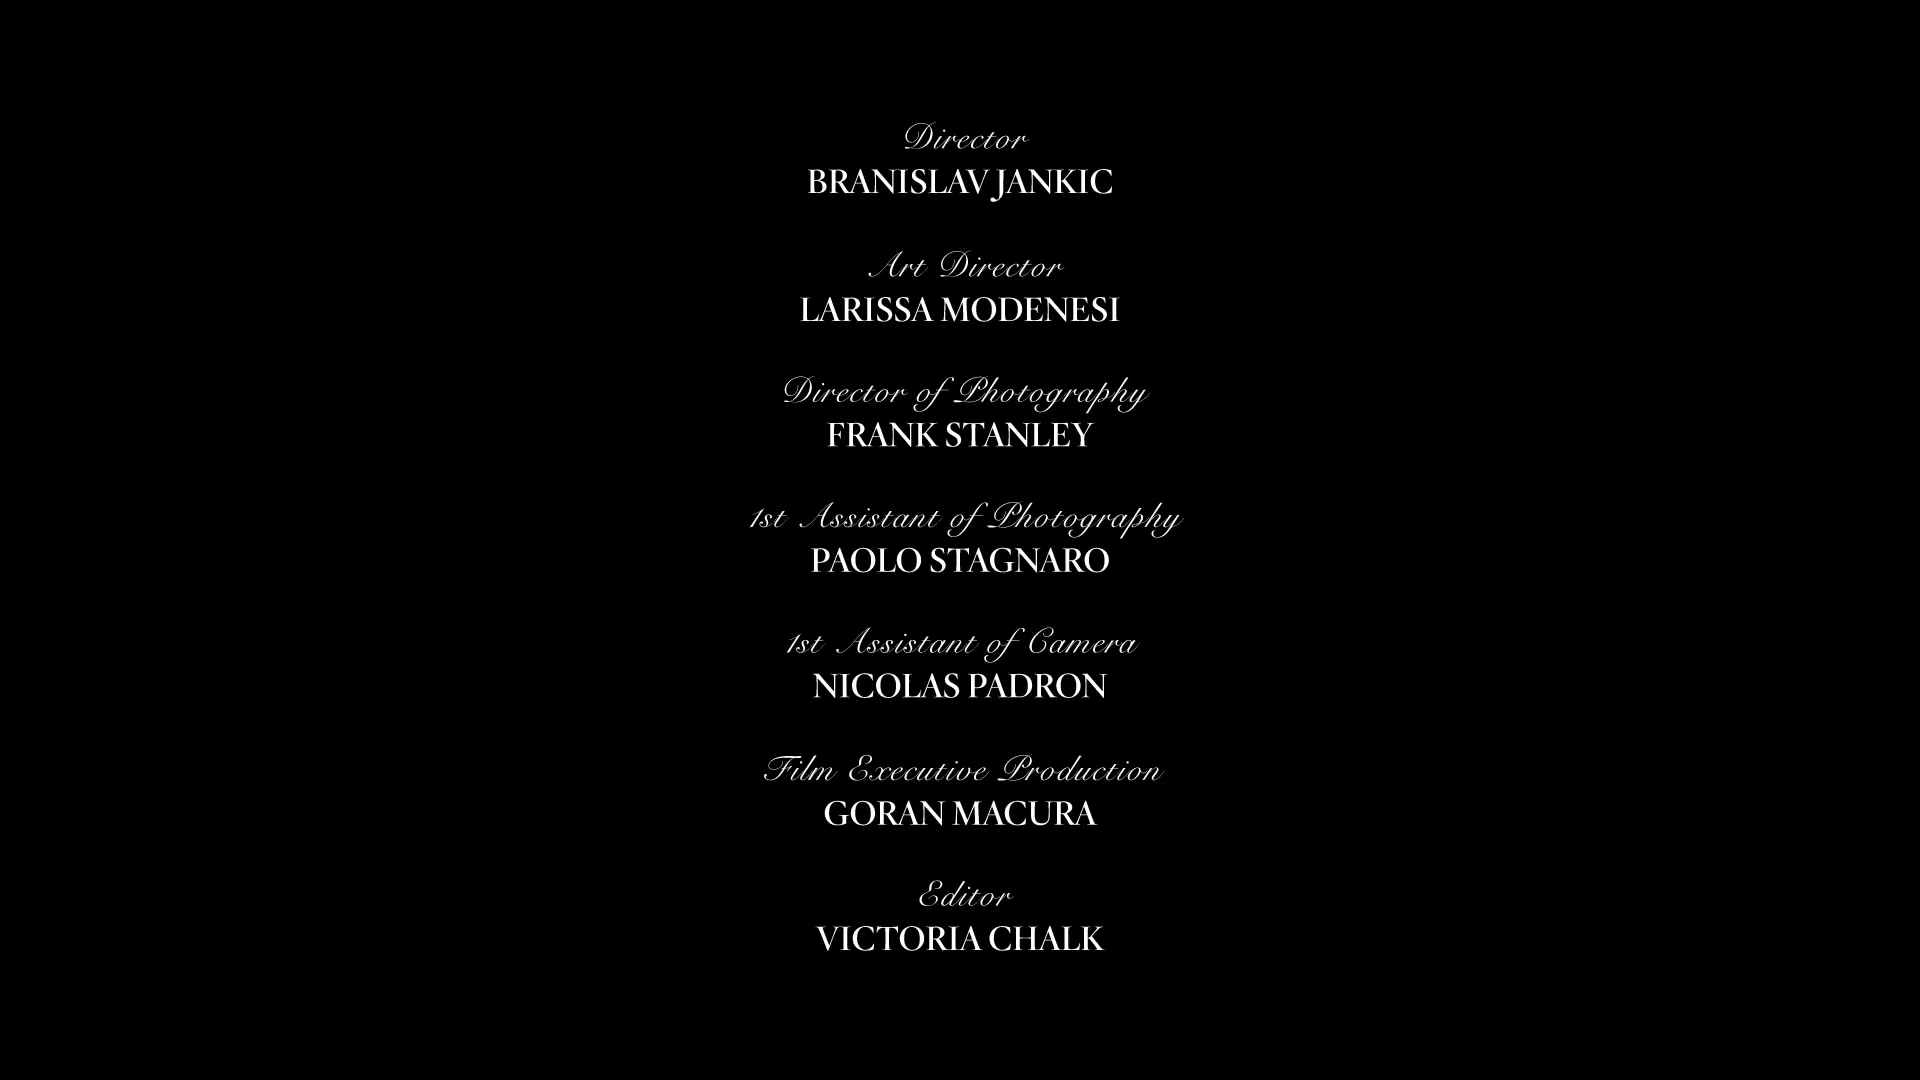 Director
BRANISLAV JANKIC
Art Director
LARISSA MODENESI
Director of Photography
FRANK STANLEY
1st Assistant of Photography
PAOLO STAGNARO
1st Assistant of Camera
NICOLAS PADRON
Film Executive Production
GORAN MACURA
Editor
VICTORIA CHALK